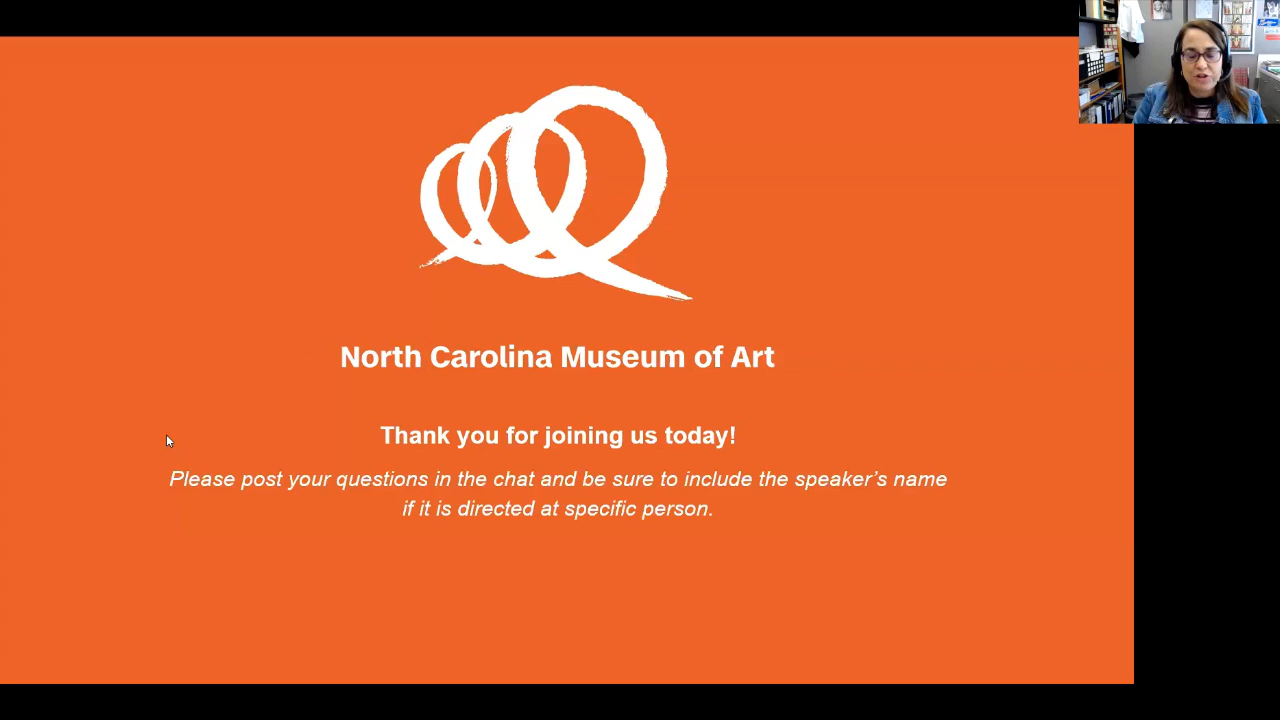 North Carolina Museum of Art
Thank you for joining us today!
Please post your questions in the chat and be sure to include the speaker’s name
if it is directed at specific person.